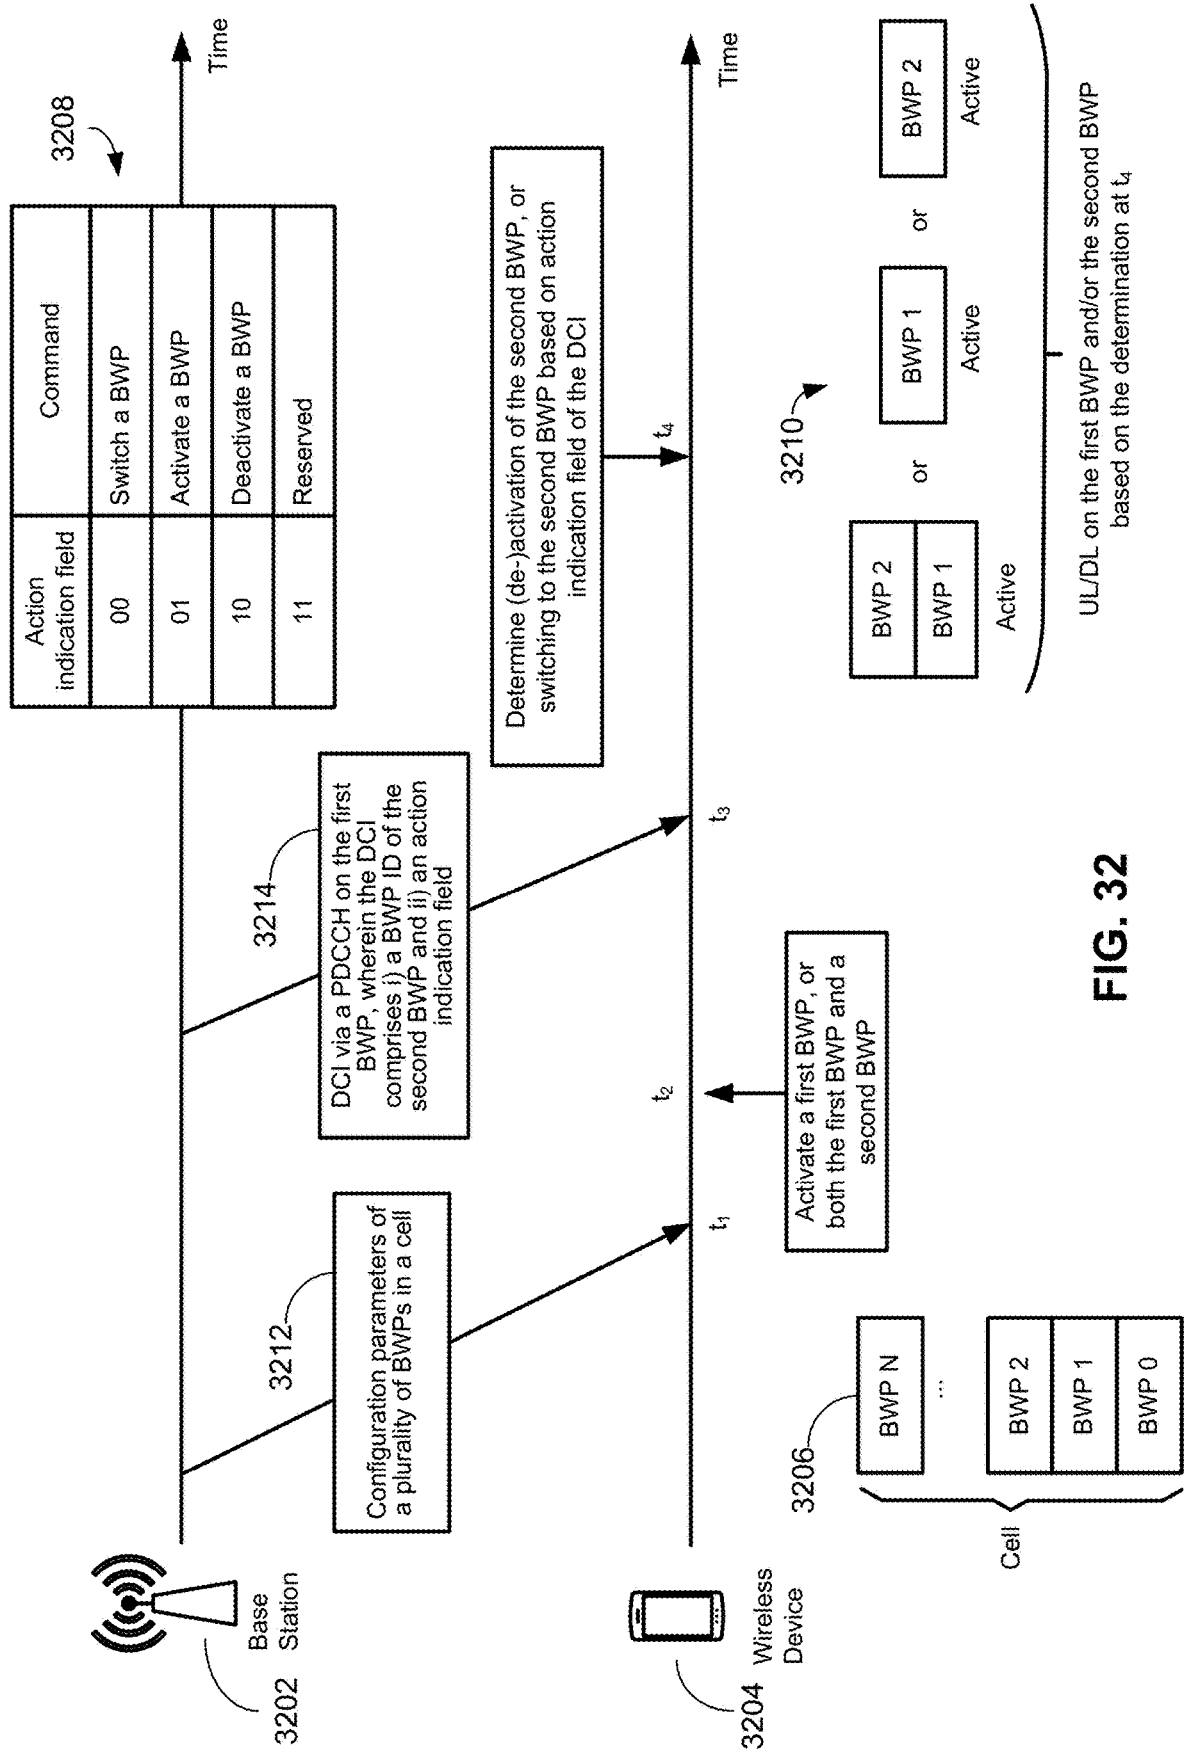 3202
Base
Station
3212
Configuration parameters of
a plurality of BWPs in a cell
3214
DCI via a PDCCH on the first
BWP, wherein the DCI
comprises i) a BWP ID of the
second BWP and ii) an action
indication field
Action
indication field
Command
00
Switch a BWP
01
Activate a BWP
10
Deactivate a BWP
11
Reserved
3208
Time
3204
Wireless
Device
t1
t2
t3
t4
Time
Determine (de-)activation of the second BWP, or
switching to the second BWP based on action
indication field of the DCI
Activate a first BWP, or
both the first BWP and a
second BWP
3206
Cell
BWP N
...
BWP 2
BWP 1
BWP 0
3210
BWP 2
BWP 1
Active
or
BWP 1
Active
or
BWP 2
Active
UL/DL on the first BWP and/or the second BWP
based on the determination at t4
FIG. 32